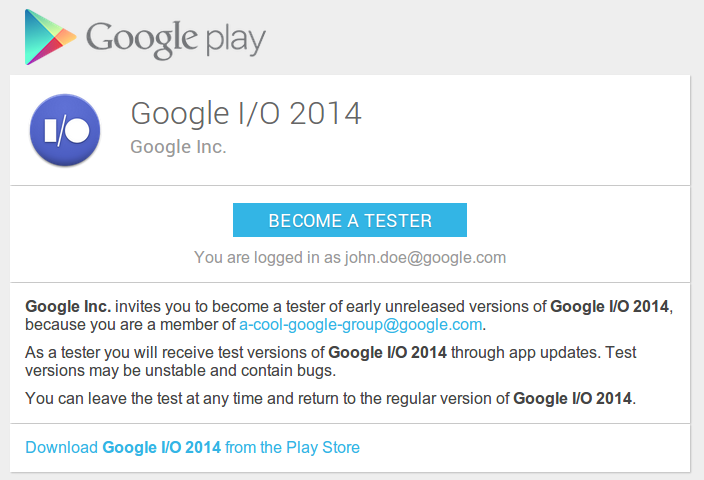 Google play
I/O
Google I/O 2014
Google Inc.
BECOME A TESTER
You are logged in as john.doe@google.com
Google Inc. invites you to become a tester of early unreleased versions of Google I/O 2014,
because you are a member of a-cool-google-group@google.com.
As a tester you will receive test versions of Google I/O 2014 through app updates. Test
versions may be unstable and contain bugs.
You can leave the test at any time and return to the regular version of Google I/O 2014.
Download Google I/O 2014 from the Play Store